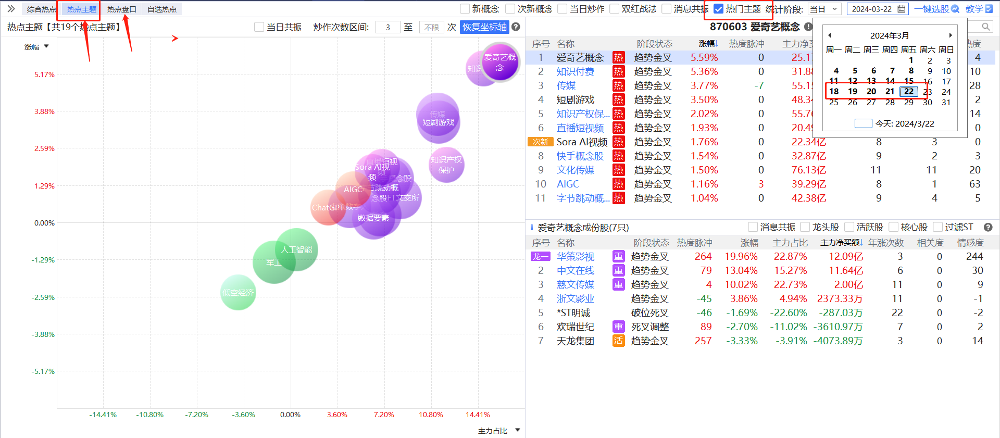 综合热点 热点主题 热点盘口 自选热点
新概念 次新概念 当日炒作 双红战法 消息共振 热门主题 统计阶段: 当日 2024-03-22 一键选股 教学
热点主题【共19个热点主题】 当日共振 炒作次数区间: 3 至 不限 次 恢复坐标轴
涨幅
5.17%
3.88%
2.59%
1.29%
0.00%
-1.29%
-2.59%
-3.88%
-5.17%
爱奇艺概念
知识
传媒
短剧游戏
知识产权保护
直播短视频
Sora AI视频
AIGC
字节跳动概念股
文交所
ChatGPT
数据要素
人工智能
军工
低空经济
-14.41% -10.80% -7.20% -3.60% 0.00% 3.60% 7.20% 10.80% 14.41%
主力占比
870603 爱奇艺概念
序号 名称 阶段状态 涨幅↓ 热度脉冲 主力净买 热度
1 爱奇艺概念 热 趋势金叉 5.59% 0 25.1 4
2 知识付费 热 趋势金叉 5.36% 0 31.8 10
3 传媒 热 趋势金叉 3.77% -7 55.1 28
4 短剧游戏 热 趋势金叉 3.50% 0 48.3 2
5 知识产权保... 热 趋势金叉 2.02% 0 55.7 14
6 直播短视频 热 趋势金叉 1.93% 0 20.4 0
次新 Sora AI视频 热 趋势金叉 1.76% 0 22.34亿 8 3 0
8 快手概念股 热 趋势金叉 1.54% 0 32.87亿 9 2 3
9 文化传媒 热 趋势金叉 1.50% 0 76.13亿 11 11 20
10 AIGC 热 趋势金叉 1.16% 3 39.29亿 8 1 63
11 字节跳动概... 热 趋势金叉 1.04% 0 42.38亿 9 4 5
2024年3月
周一 周二 周三 周四 周五 周六 周日
1 2 3
4 5 6 7 8 9 10
11 12 13 14 15 16 17
18 19 20 21 22 23 24
25 26 27 28 29 30 31
今天: 2024/3/22
爱奇艺概念成份股(7只) 消息共振 龙头股 活跃股 核心股 过滤ST
序号 名称 阶段状态 热度脉冲 涨幅 主力占比 主力净买额↓ 年涨次数 相关度 情感度
龙一 华策影视 重 趋势金叉 264 19.96% 22.87% 12.09亿 3 0 244
2 中文在线 重 趋势金叉 79 13.04% 15.27% 11.64亿 6 0 30
3 慈文传媒 重 趋势金叉 4 10.02% 22.73% 2.00亿 11 0 9
4 浙文影业 趋势金叉 -45 3.86% 4.94% 2373.33万 11 0 -1
5 *ST明诚 破位死叉 -46 -1.69% -22.60% -287.03万 22 0 -2
6 欢瑞世纪 重 死叉调整 89 -2.70% -11.02% -3610.97万 7 0 2
7 天龙集团 活 趋势金叉 257 -3.33% -3.91% -4073.89万 3 0 14